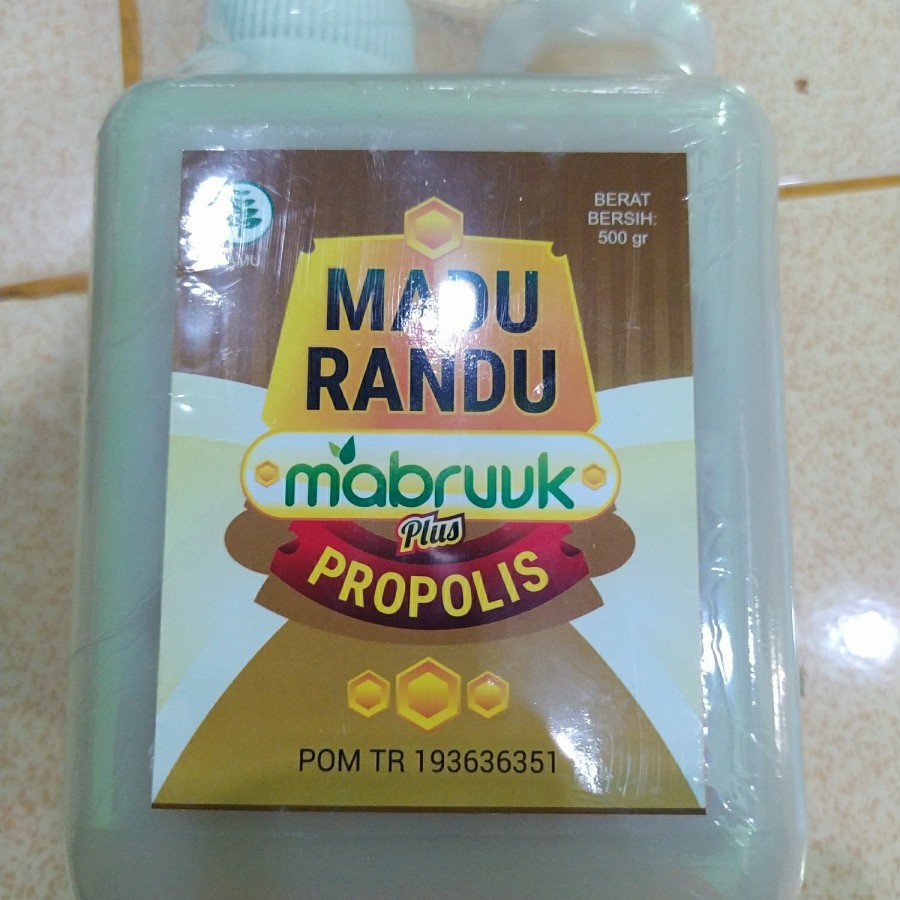 BERAT
BERSIH:
500 gr
MADU
RANDU
mabruuk
Plus
PROPOLIS
POM TR 193636351